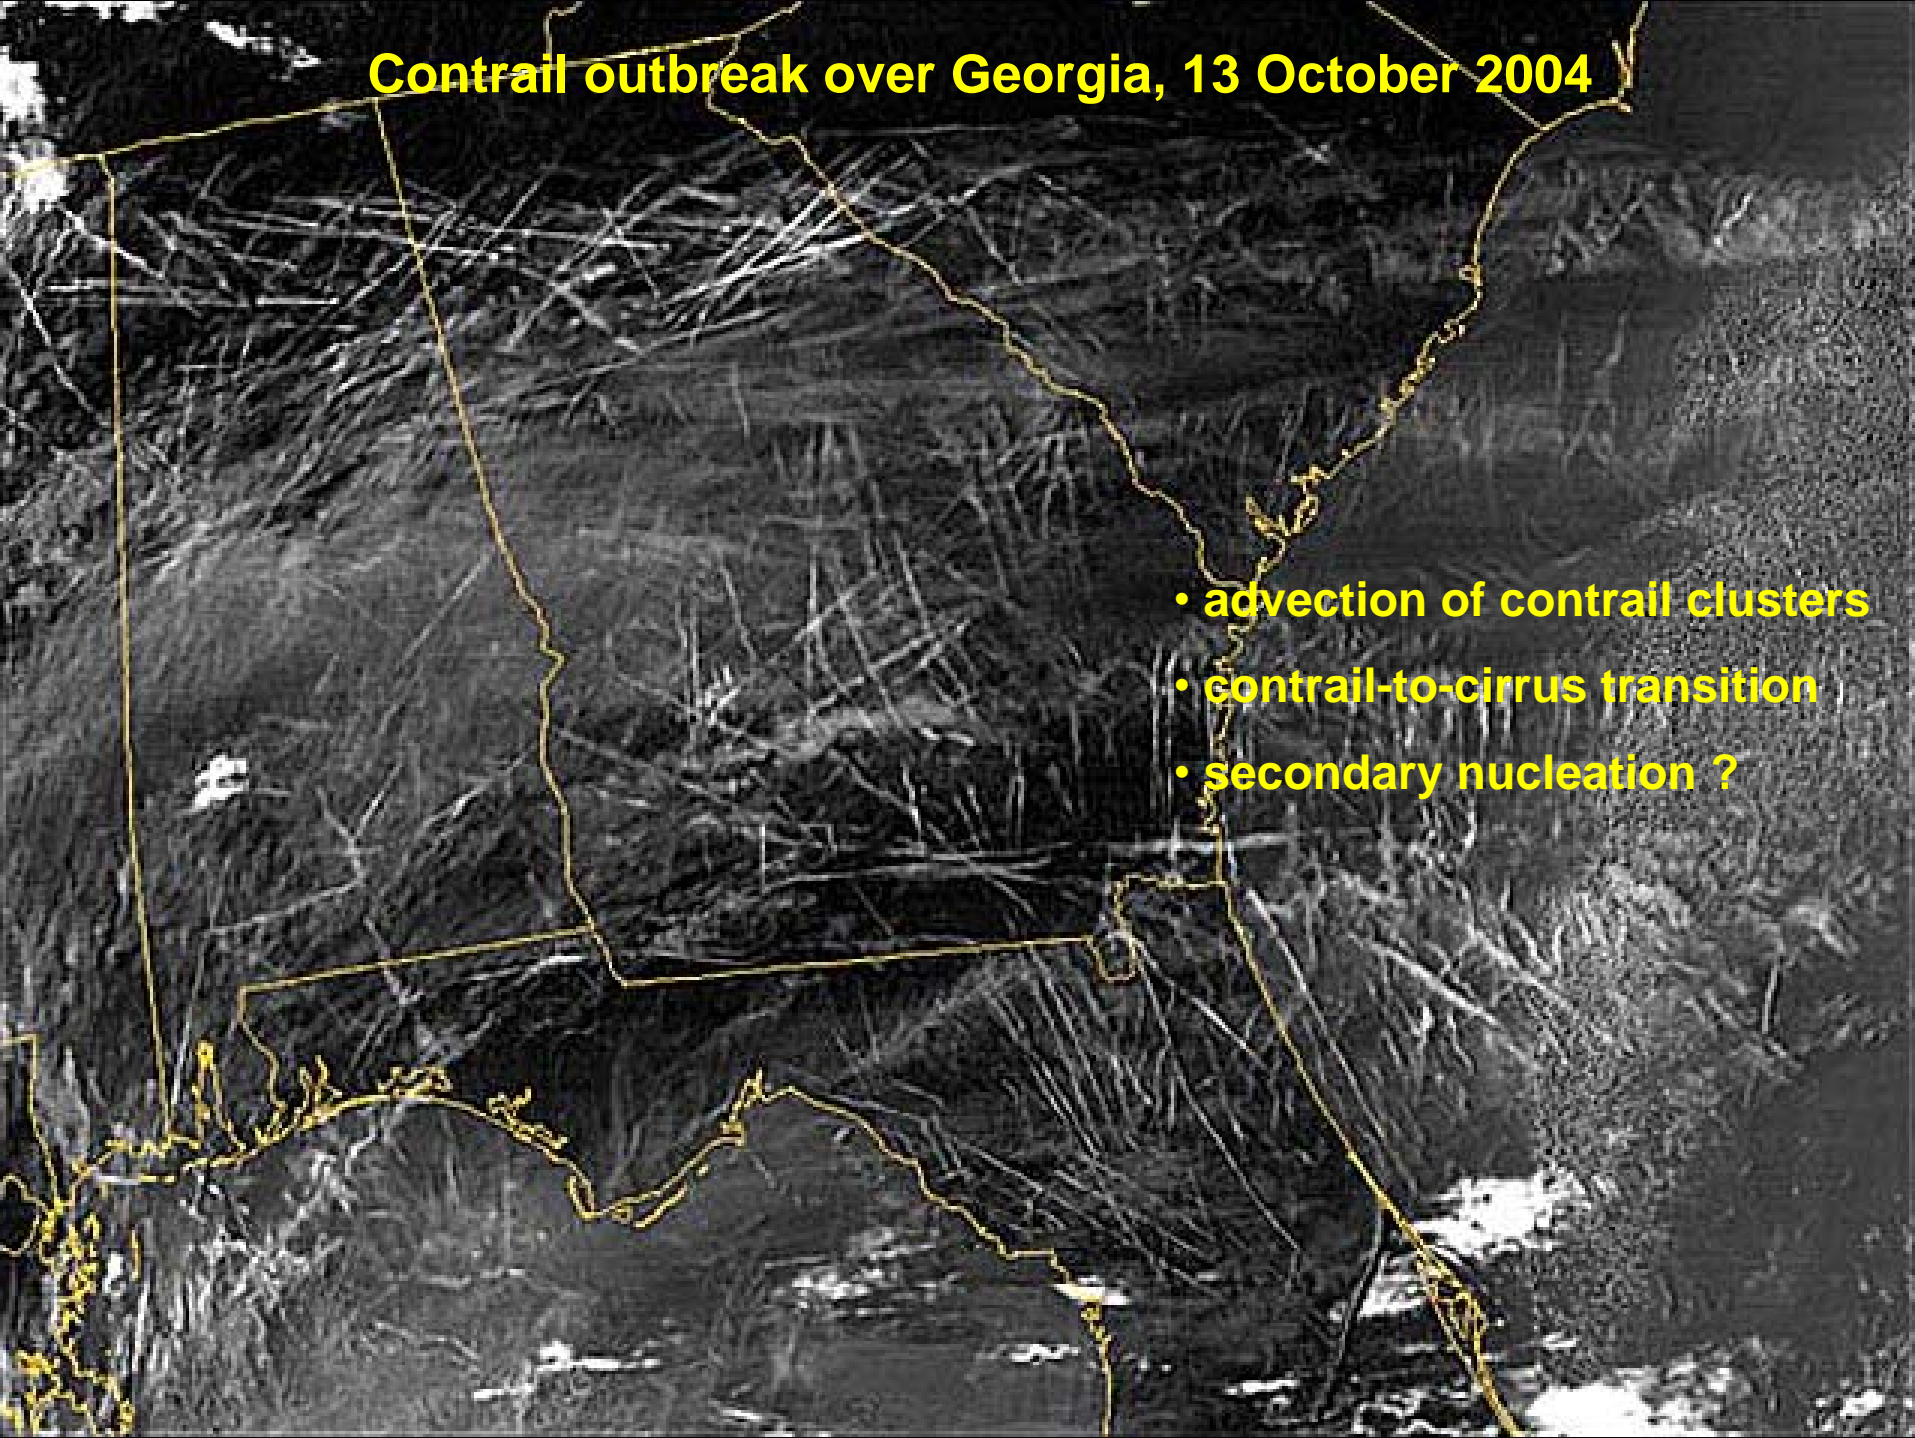 Contrail outbreak over Georgia, 13 October 2004
• advection of contrail clusters
• contrail-to-cirrus transition
• secondary nucleation ?